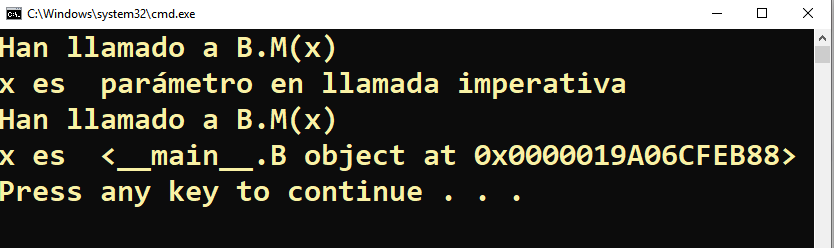 C:\Windows\system32\cmd.exe
Han llamado a B.M(x)
x es  parámetro en llamada imperativa
Han llamado a B.M(x)
x es  <__main__.B object at 0x0000019A06CFEB88>
Press any key to continue . . .